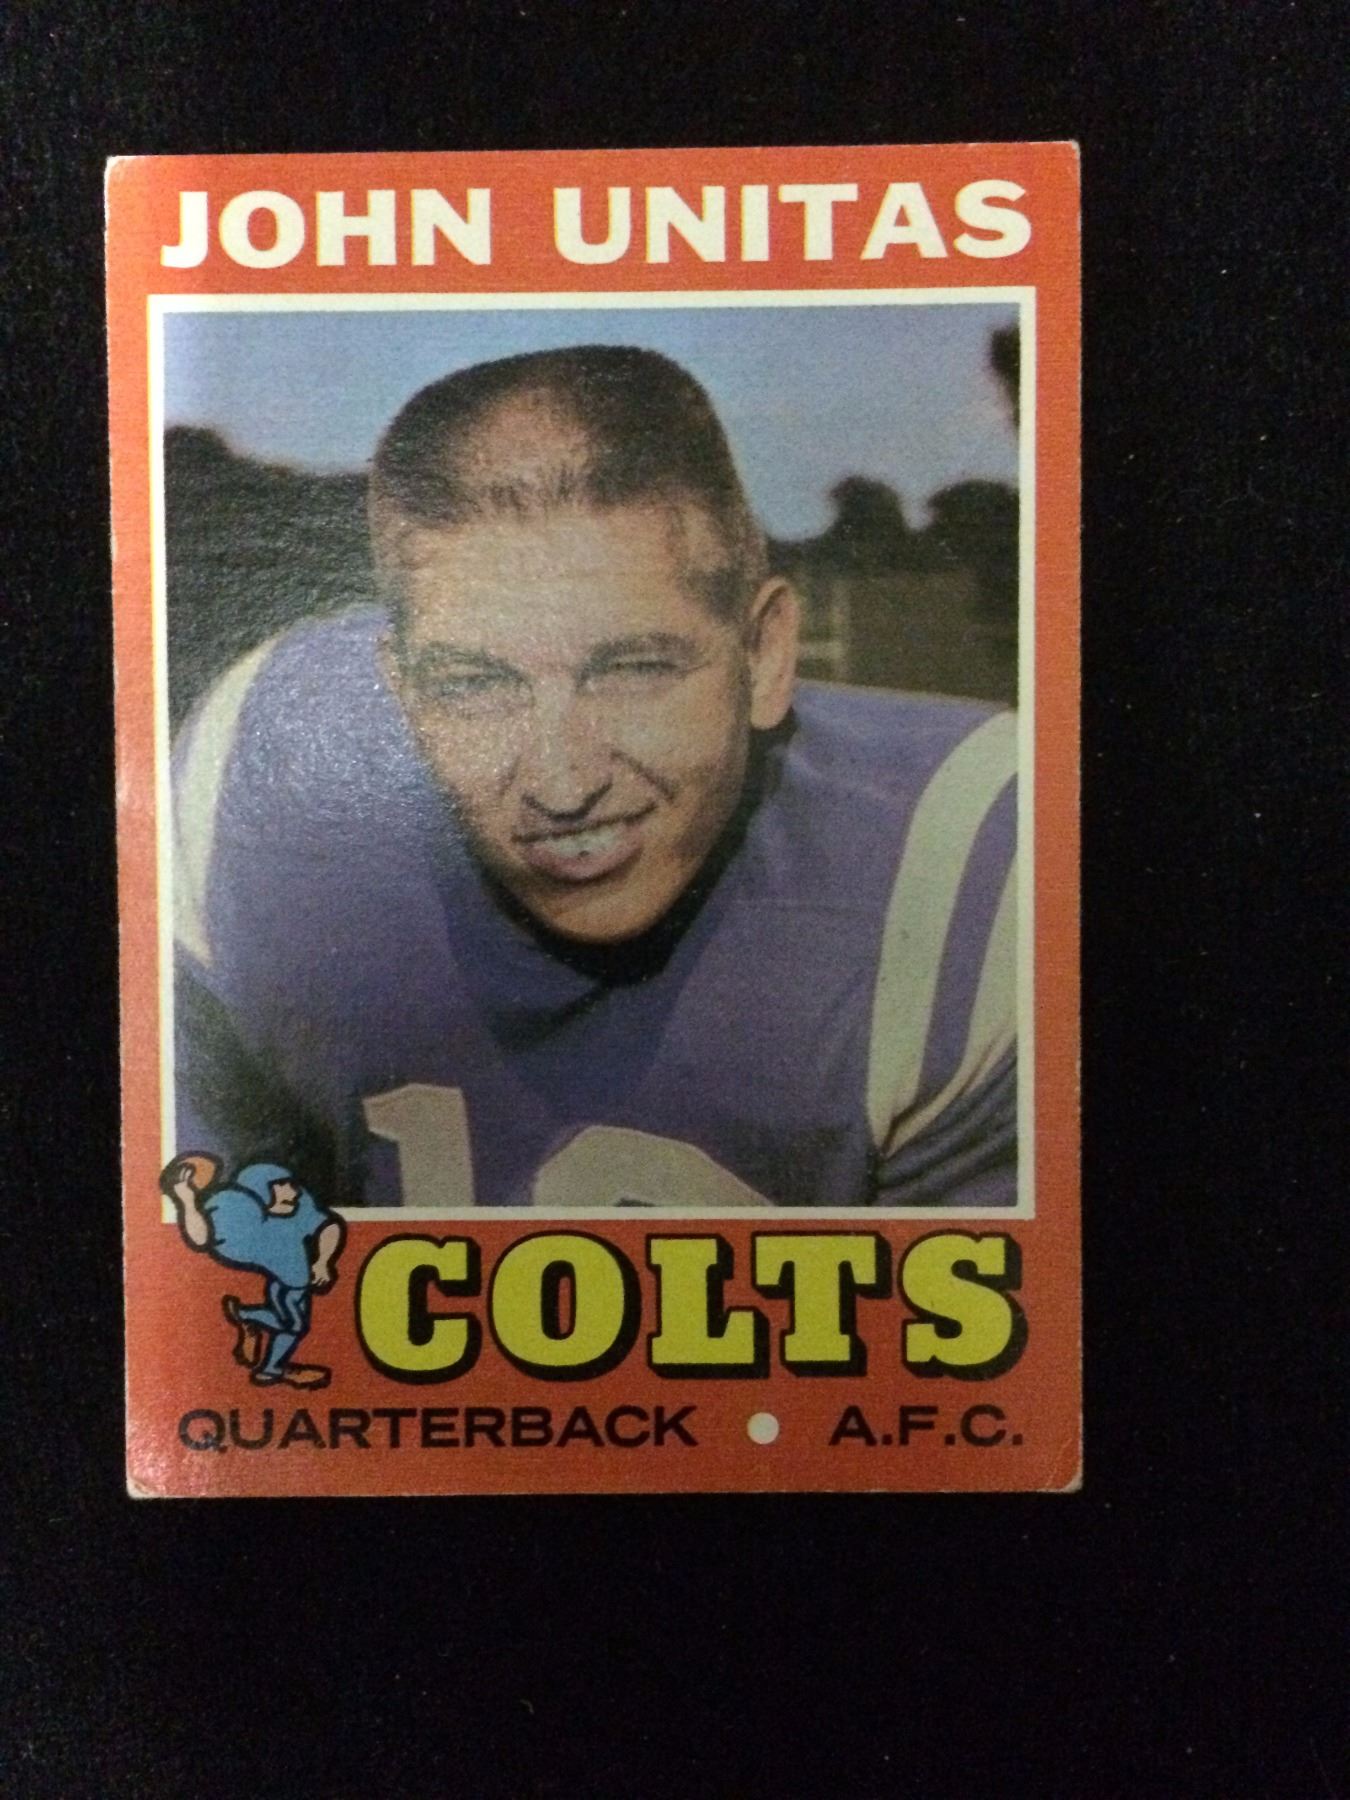 JOHN UNITAS
COLTS
QUARTERBACK • A.F.C.